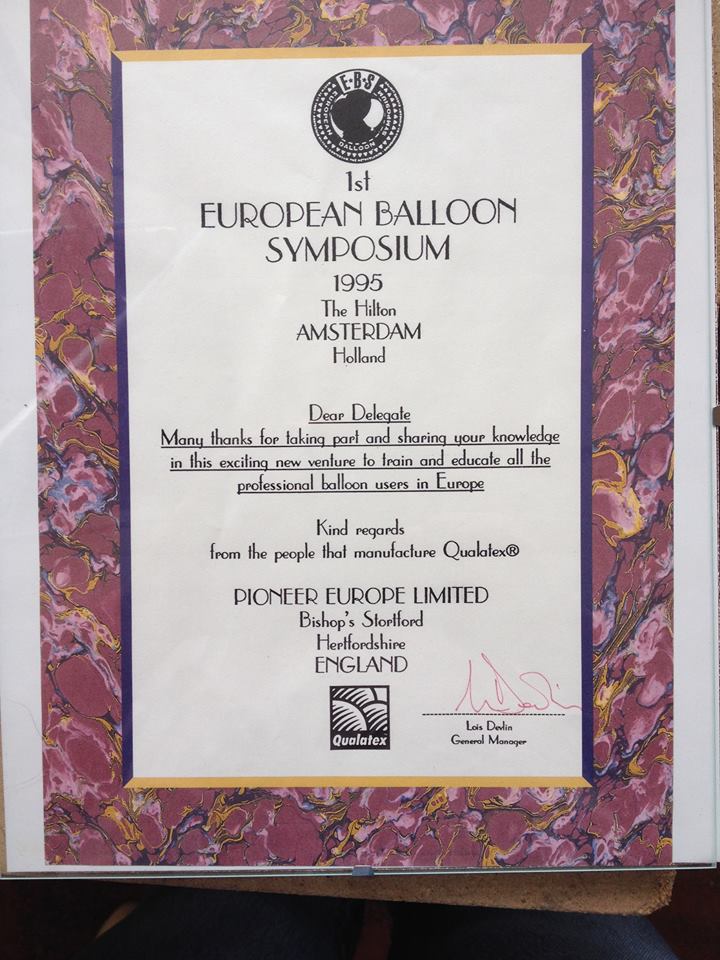 E·B·S
EUROPEAN
SYMPOSIUM
BALLOON
1st
EUROPEAN BALLOON
SYMPOSIUM
1995
The Hilton
AMSTERDAM
Holland
Dear Delegate
Many thanks for taking part and sharing your knowledge
in this exciting new venture to train and educate all the
professional balloon users in Europe
Kind regards
from the people that manufacture Qualatex®
PIONEER EUROPE LIMITED
Bishop's Stortford
Hertfordshire
ENGLAND
Qualatex
Lois Devlin
General Manager